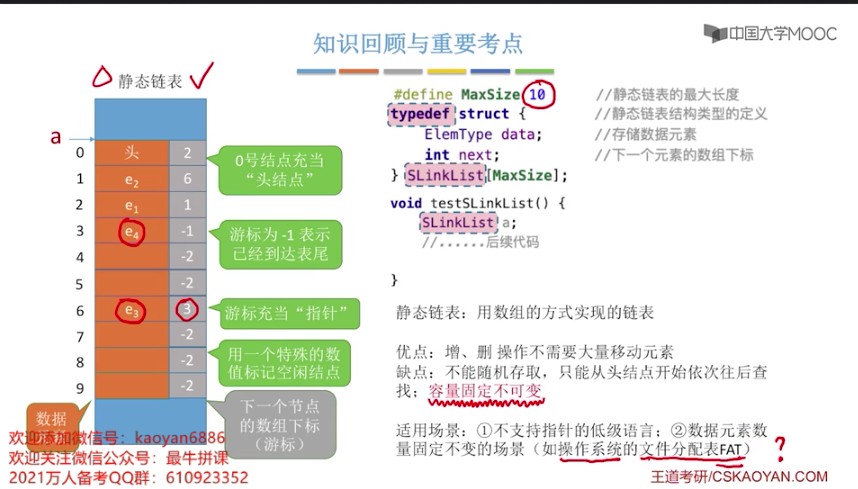 中国大学MOOC
知识回顾与重要考点
静态链表
a
0 头 2
1 e2 6
2 e1 1
3 e4 -1
4 -2
5 -2
6 e3 3
7 -2
8 -2
9 -2
0号结点充当
“头结点”
游标为 -1 表示
已经到达表尾
游标充当“指针”
用一个特殊的数
值标记空闲结点
下一个节点
的数组下标
（游标）
数据
#define MaxSize 10 //静态链表的最大长度
typedef struct { //静态链表结构类型的定义
ElemType data; //存储数据元素
int next; //下一个元素的数组下标
} SLinkList[MaxSize];
void testSLinkList() {
SLinkList a;
//......后续代码
}
静态链表：用数组的方式实现的链表
优点：增、删 操作不需要大量移动元素
缺点：不能随机存取，只能从头结点开始依次往后查
找；容量固定不可变
适用场景：①不支持指针的低级语言；②数据元素数
量固定不变的场景（如操作系统的文件分配表FAT）
?
欢迎添加微信号：kaoyan6886
欢迎关注微信公众号：最牛拼课
2021万人备考QQ群：610923352
王道考研/CSKAOYAN.COM